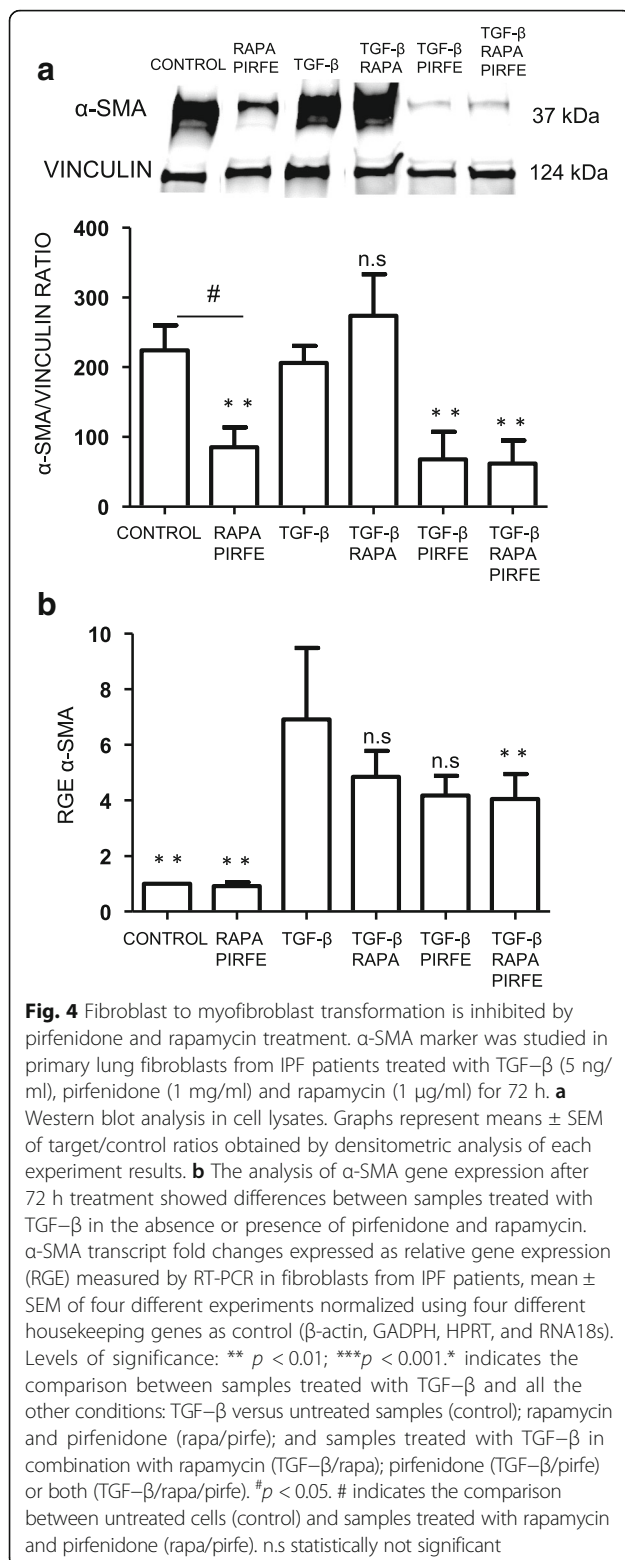 a
CONTROL RAPA PIRFE TGF-β TGF-β RAPA TGF-β PIRFE TGF-β RAPA PIRFE
α-SMA 37 kDa
VINCULIN 124 kDa
α-SMA/VINCULIN RATIO
400
300
200
100
0
#
* *
n.s
* *
* *
CONTROL RAPA PIRFE TGF-β TGF-β RAPA TGF-β PIRFE TGF-β RAPA PIRFE
b
RGE α-SMA
10
8
6
4
2
0
* *
* *
n.s
n.s
* *
CONTROL RAPA PIRFE TGF-β TGF-β RAPA TGF-β PIRFE TGF-β RAPA PIRFE
Fig. 4 Fibroblast to myofibroblast transformation is inhibited by
pirfenidone and rapamycin treatment. α-SMA marker was studied in
primary lung fibroblasts from IPF patients treated with TGF–β (5 ng/
ml), pirfenidone (1 mg/ml) and rapamycin (1 μg/ml) for 72 h. a
Western blot analysis in cell lysates. Graphs represent means ± SEM
of target/control ratios obtained by densitometric analysis of each
experiment results. b The analysis of α-SMA gene expression after
72 h treatment showed differences between samples treated with
TGF–β in the absence or presence of pirfenidone and rapamycin.
α-SMA transcript fold changes expressed as relative gene expression
(RGE) measured by RT-PCR in fibroblasts from IPF patients, mean ±
SEM of four different experiments normalized using four different
housekeeping genes as control (β-actin, GADPH, HPRT, and RNA18s).
Levels of significance: ** p < 0.01; ***p < 0.001.* indicates the
comparison between samples treated with TGF–β and all the
other conditions: TGF–β versus untreated samples (control); rapamycin
and pirfenidone (rapa/pirfe); and samples treated with TGF–β in
combination with rapamycin (TGF–β/rapa); pirfenidone (TGF–β/pirfe)
or both (TGF–β/rapa/pirfe). #p < 0.05. # indicates the comparison
between untreated cells (control) and samples treated with rapamycin
and pirfenidone (rapa/pirfe). n.s statistically not significant